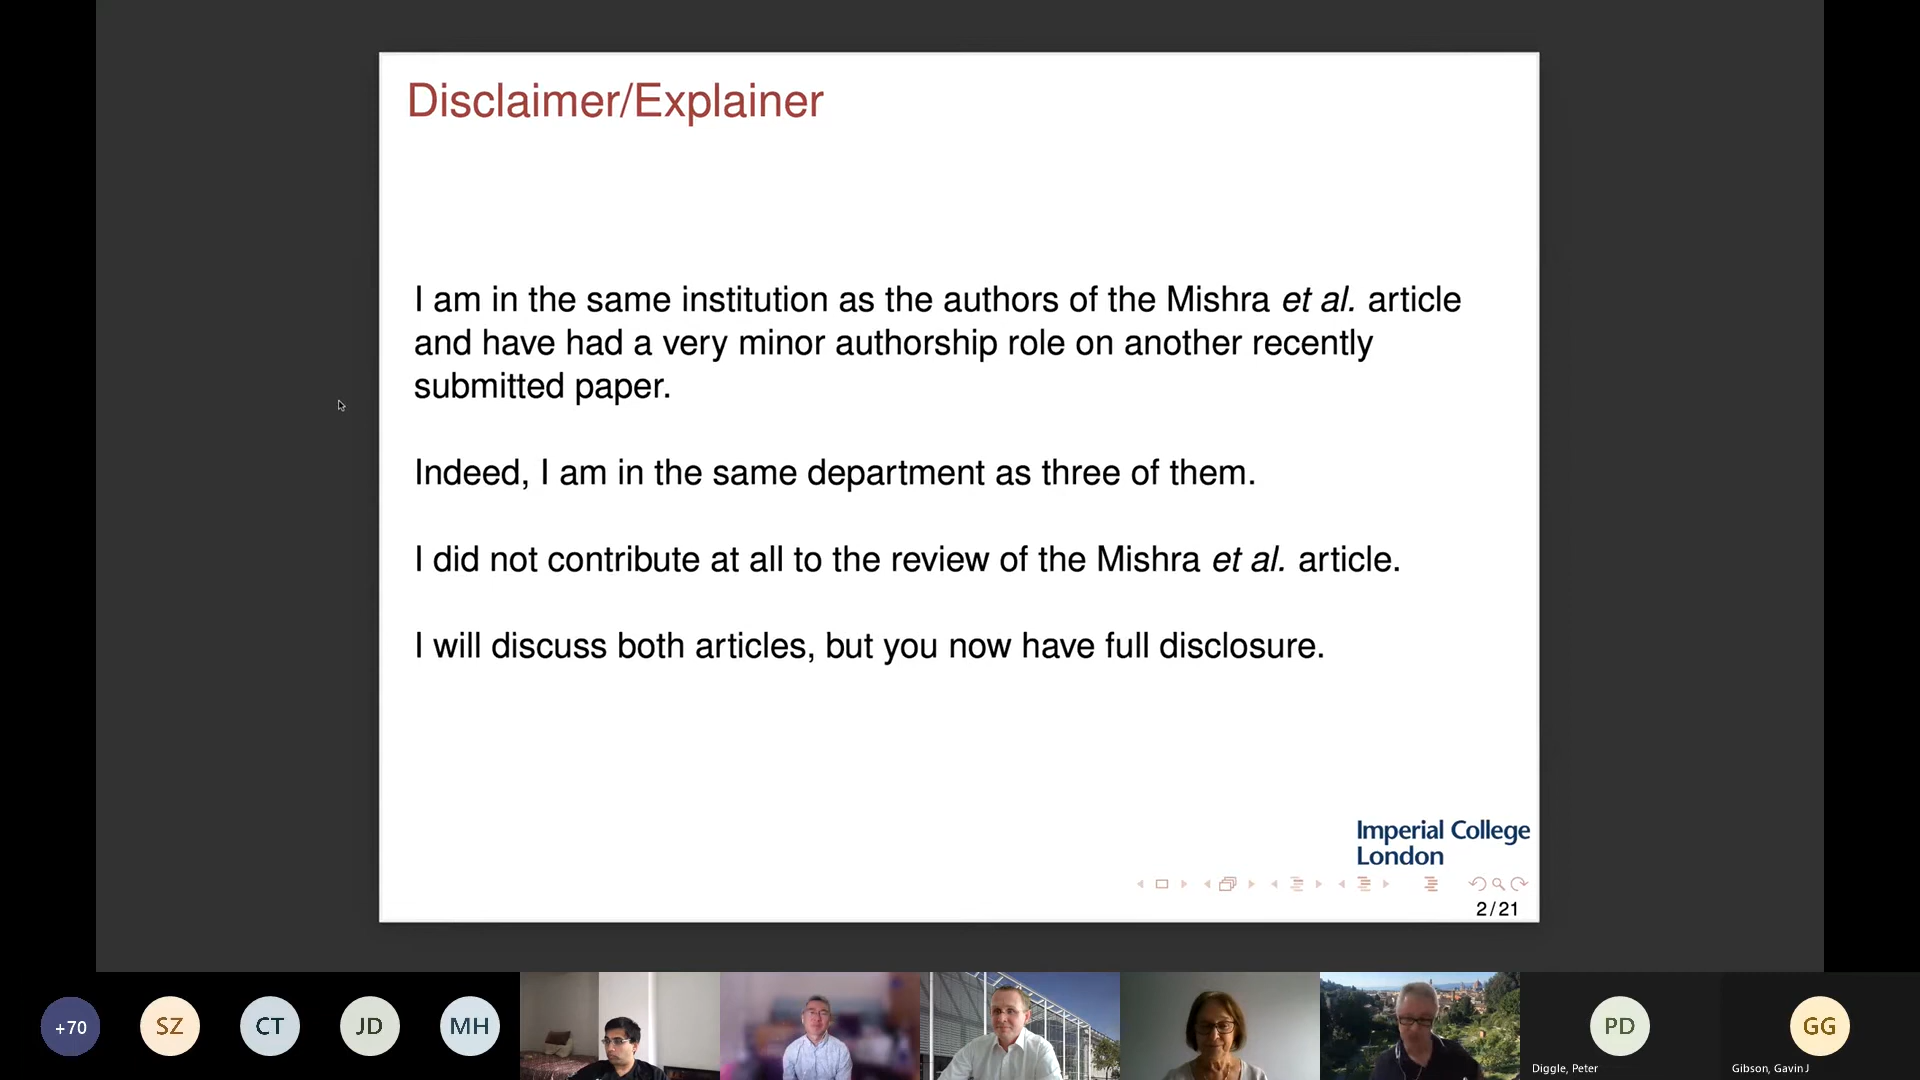 Disclaimer/Explainer
I am in the same institution as the authors of the Mishra et al. article
and have had a very minor authorship role on another recently
submitted paper.
Indeed, I am in the same department as three of them.
I did not contribute at all to the review of the Mishra et al. article.
I will discuss both articles, but you now have full disclosure.
Imperial College
London
2/21
+70
SZ
CT
JD
MH
PD
GG
Diggle, Peter
Gibson, Gavin J